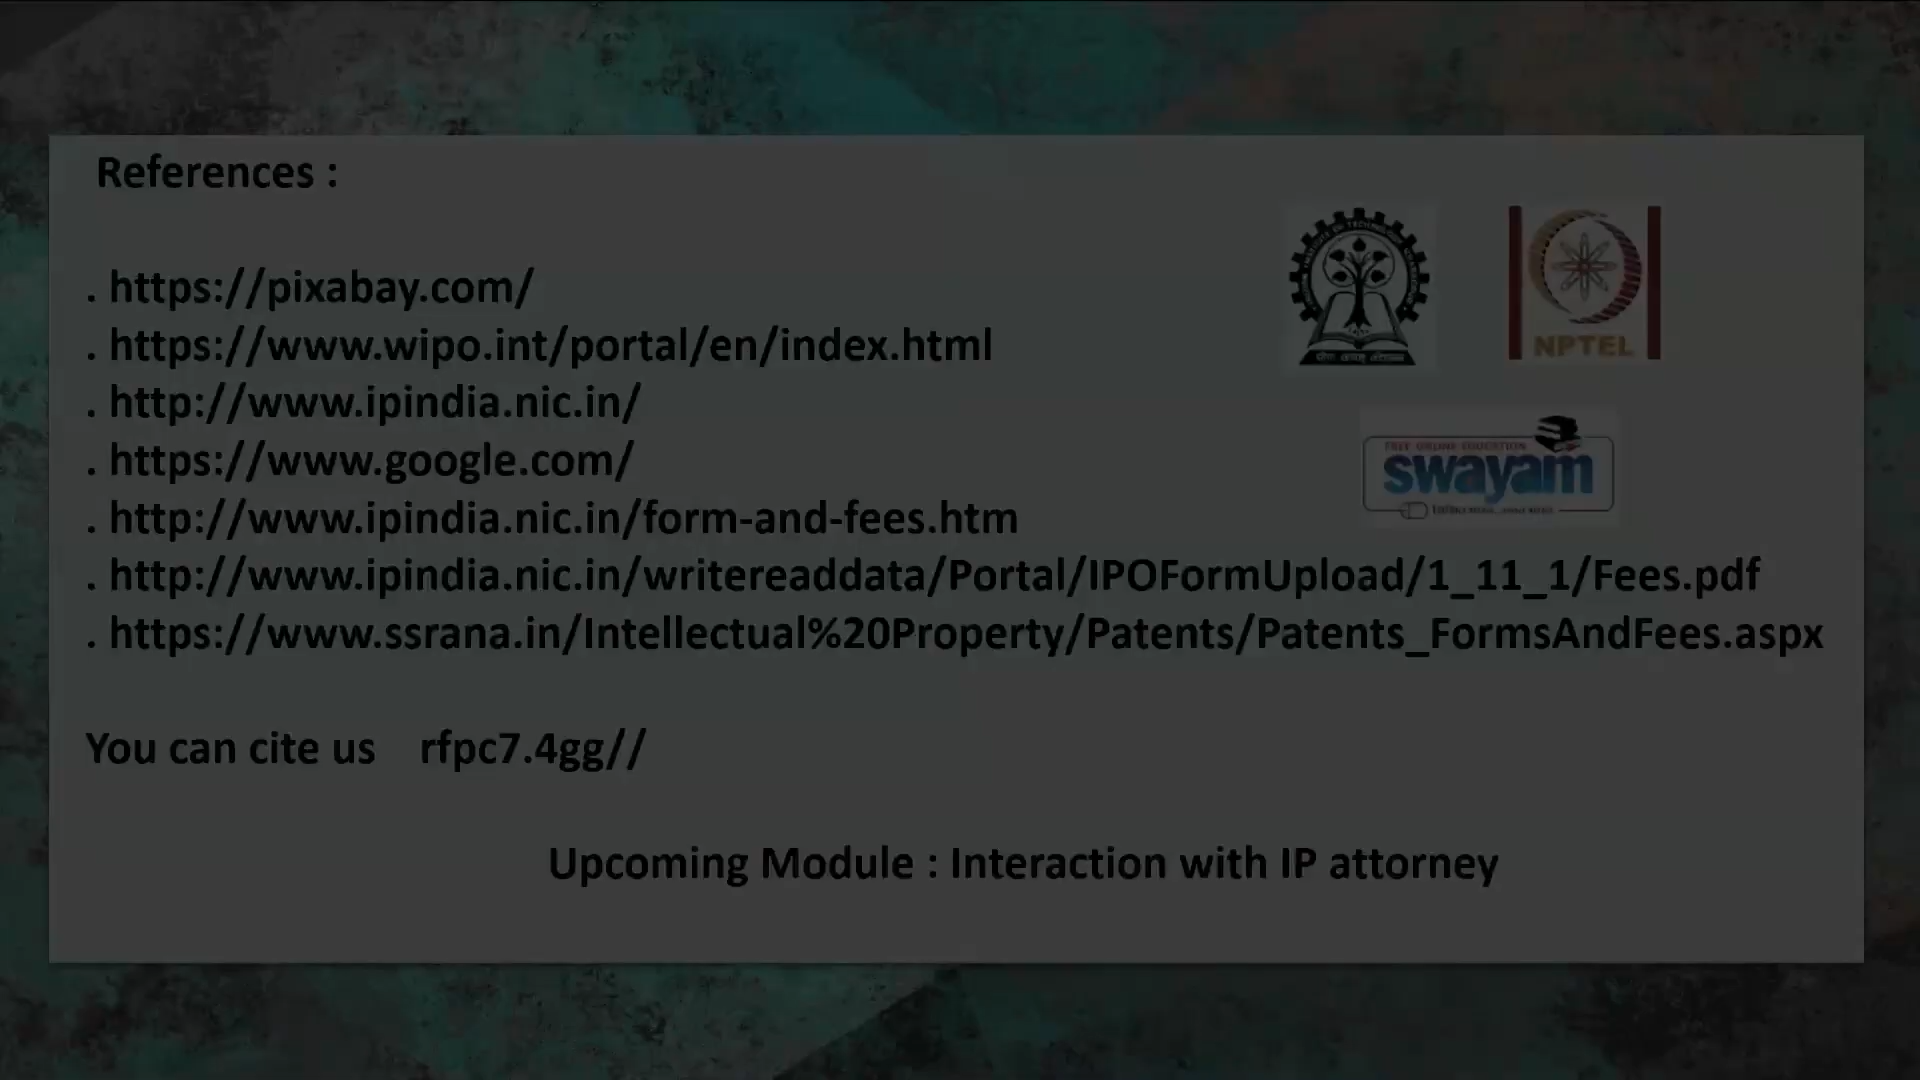 References :
. https://pixabay.com/
. https://www.wipo.int/portal/en/index.html
. http://www.ipindia.nic.in/
. https://www.google.com/
. http://www.ipindia.nic.in/form-and-fees.htm
. http://www.ipindia.nic.in/writereaddata/Portal/IPOFormUpload/1_11_1/Fees.pdf
. https://www.ssrana.in/Intellectual%20Property/Patents/Patents_FormsAndFees.aspx
NPTEL
FREE ONLINE EDUCATION
swayam
You can cite us rfpc7.4gg//
Upcoming Module : Interaction with IP attorney